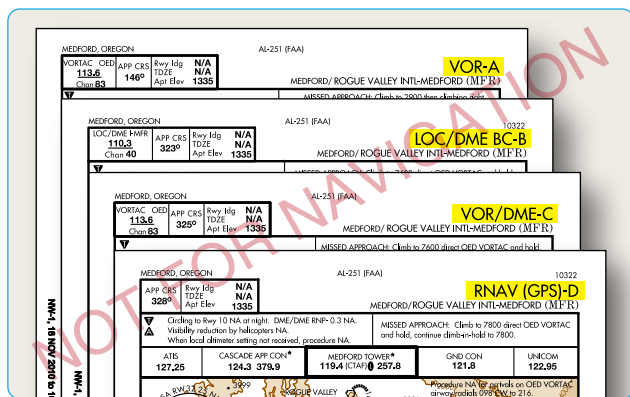 MEDFORD, OREGON
AL-251 (FAA)
VORTAC OED
113.6
Chan 83
APP CRS
146°
Rwy Idg N/A
TDZE N/A
Apt Elev 1335
VOR-A
MEDFORD/ROGUE VALLEY INTL-MEDFORD (MFR)
T
MISSED APPROACH: Climb to 2900 then climbing right
MEDFORD, OREGON
AL-251 (FAA)
10322
LOC/DME I-MFR
110.3
Chan 40
APP CRS
323°
Rwy Idg N/A
TDZE N/A
Apt Elev 1335
LOC/DME BC-B
MEDFORD/ROGUE VALLEY INTL-MEDFORD (MFR)
MEDFORD, OREGON
AL-251 (FAA)
VORTAC OED
113.6
Chan 83
APP CRS
325°
Rwy Idg N/A
TDZE N/A
Apt Elev 1335
VOR/DME-C
MEDFORD/ROGUE VALLEY INTL-MEDFORD (MFR)
T
MISSED APPROACH: Climb to 7600 direct OED VORTAC and hold.
MEDFORD, OREGON
AL-251 (FAA)
10322
APP CRS
328°
Rwy Idg N/A
TDZE N/A
Apt Elev 1335
RNAV (GPS)-D
MEDFORD/ROGUE VALLEY INTL-MEDFORD (MFR)
T
A
Circling to Rwy 10 NA at night. DME/DME RNP- 0.3 NA.
Visibility reduction by helicopters NA.
When local altimeter setting not received, procedure NA.
MISSED APPROACH: Climb to 7800 direct OED VORTAC
and hold, continue climb-in-hold to 7800.
ATIS
127.25
CASCADE APP CON*
124.3 379.9
MEDFORD TOWER*
119.4 (CTAF) 257.8
GND CON
121.8
UNICOM
122.95
3999
ROGUE VALLEY
Procedure NA for arrivals on OED VORTAC
airway radials 098 CW to 216.
NW-1, 18 NOV 2010 to
NW-1,
NOT FOR NAVIGATION